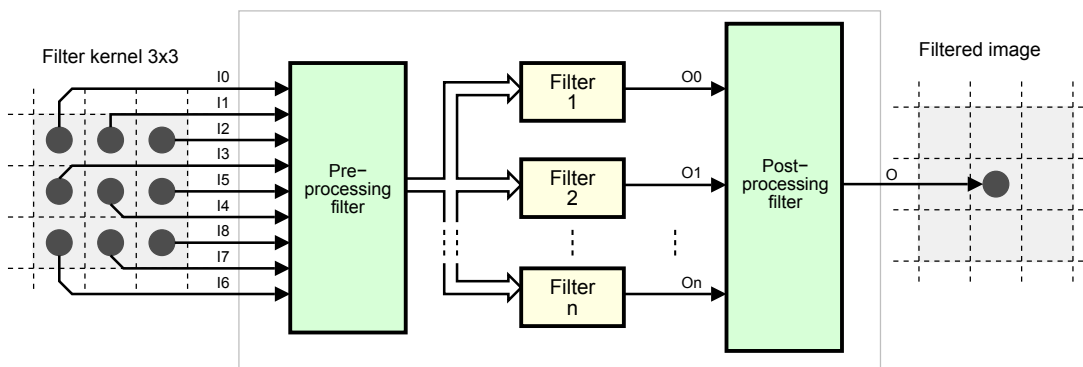 Filter kernel 3x3
I0
I1
I2
I3
I5
I4
I8
I7
I6
Pre−
processing
filter
Filter
1
Filter
2
Filter
n
O0
O1
On
Post−
processing
filter
O
Filtered image